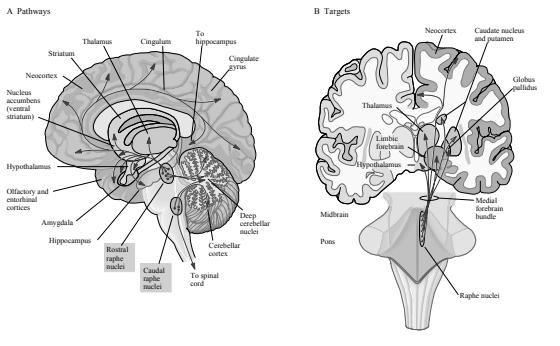 A Pathways
Thalamus
Cingulum
To
hippocampus
Striatum
Cingulate
gyrus
Neocortex
Nucleus
accumbens
(ventral
striatum)
Hypothalamus
Olfactory and
entorhinal
cortices
Amygdala
Hippocampus
Rostral
raphe
nuclei
Caudal
raphe
nuclei
To spinal
cord
Cerebellar
cortex
Deep
cerebellar
nuclei
B Targets
Neocortex
Caudate nucleus
and putamen
Globus
pallidus
Thalamus
Limbic
forebrain
Hypothalamus
Medial
forebrain
bundle
Midbrain
Pons
Raphe nuclei